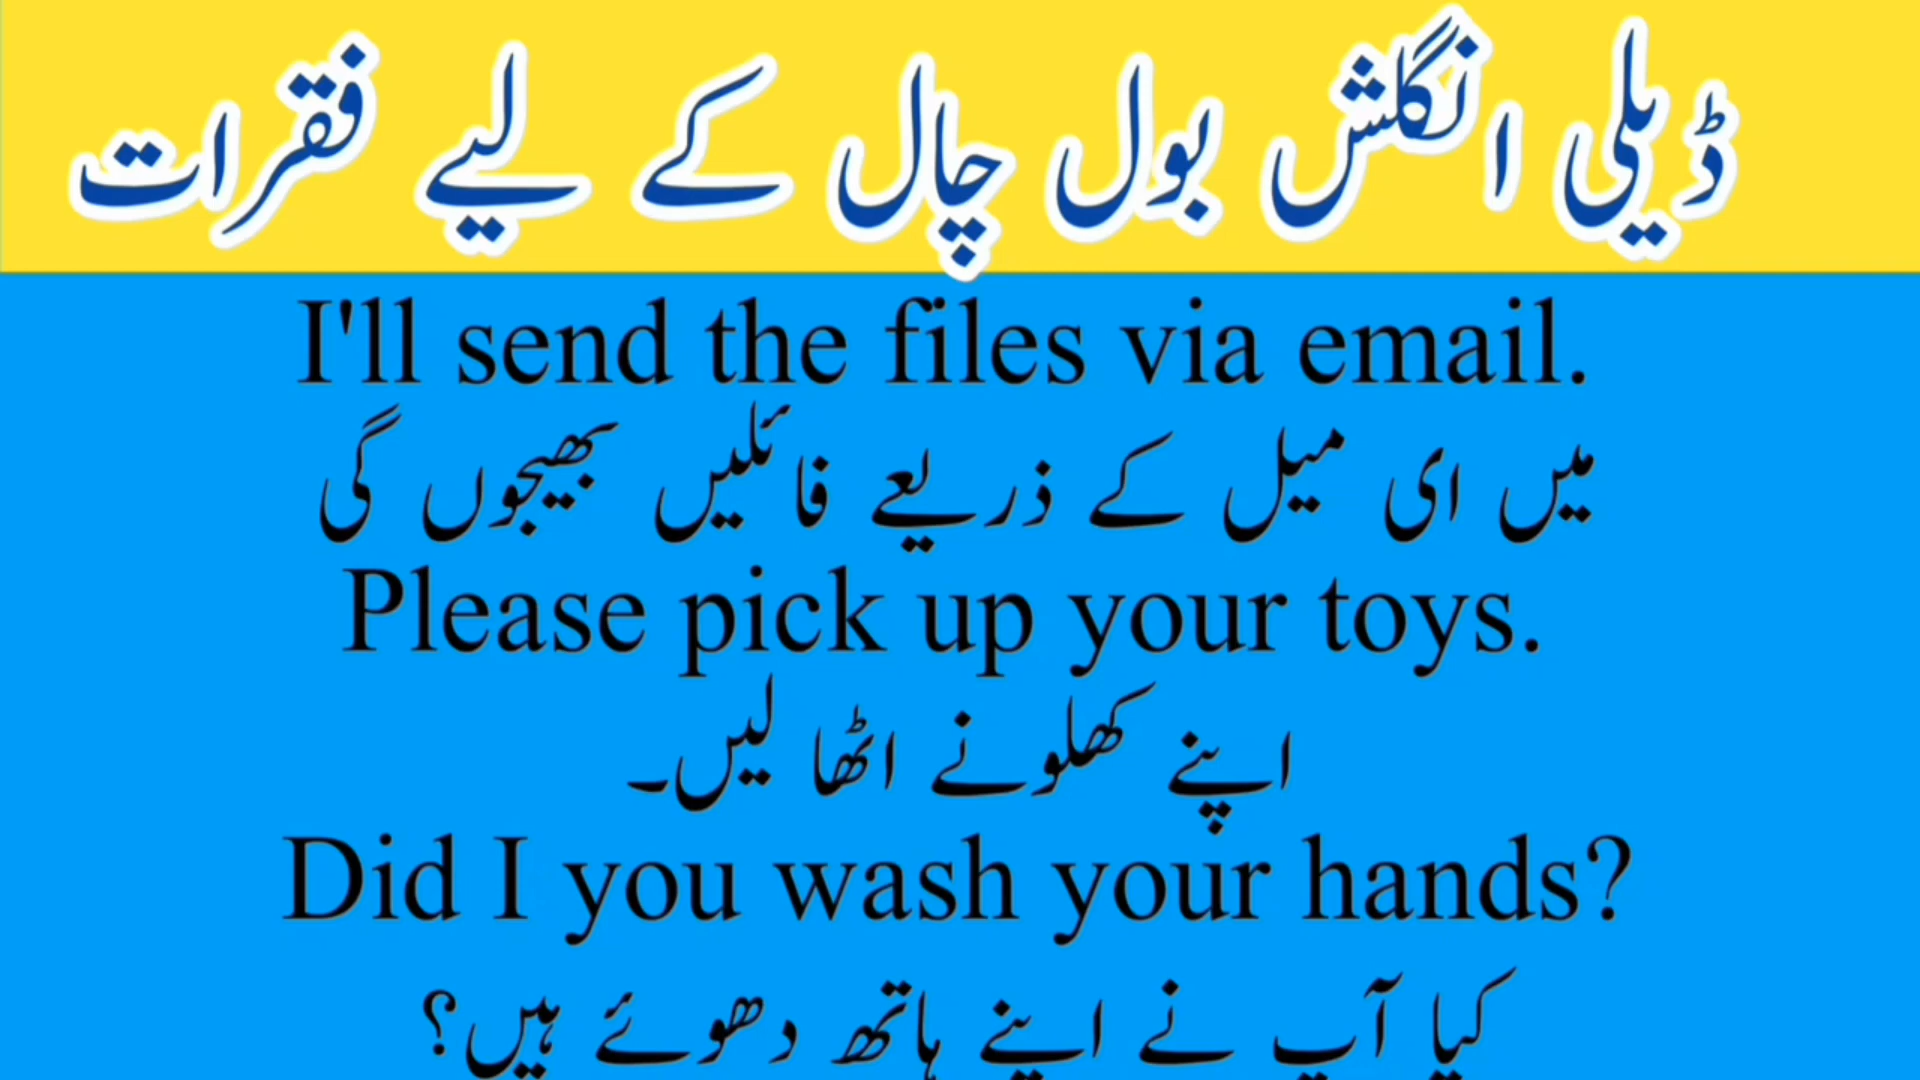 ڈیلی انگلش بول چال کے لیے فقرات
I'll send the files via email.
میں ای میل کے ذریعے فائلیں بھیجوں گی
Please pick up your toys.
اپنے کھلونے اٹھا لیں۔
Did I you wash your hands?
کیا آپ نے اپنے ہاتھ دھوئے ہیں؟